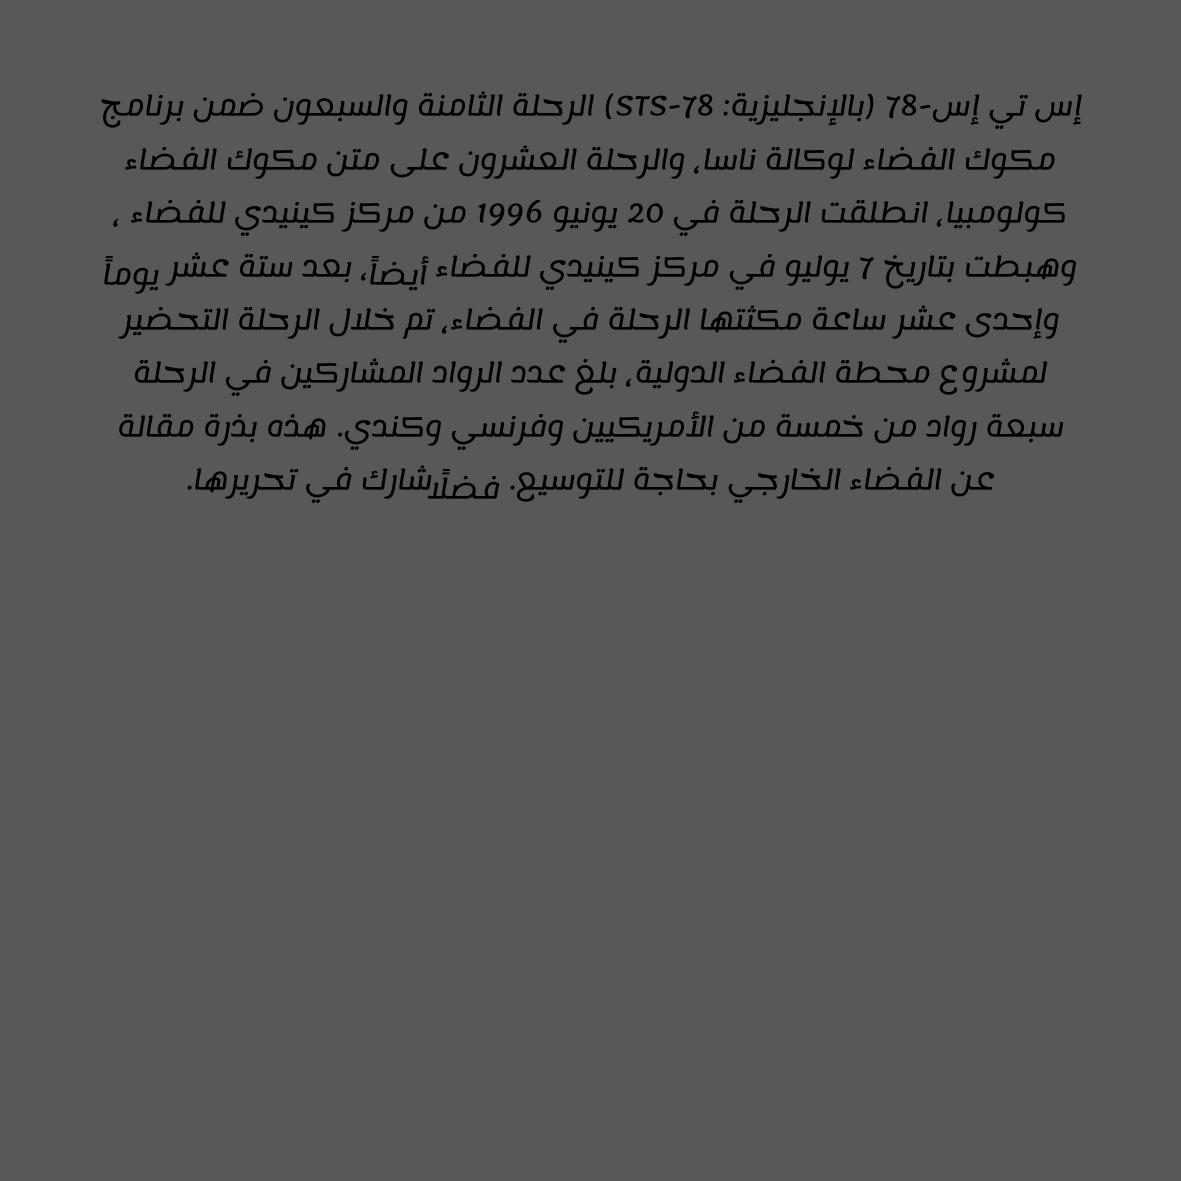 إس تي إس-78 (بالإنجليزية: STS-78) الرحلة الثامنة والسبعون ضمن برنامج
مكوك الفضاء لوكالة ناسا، والرحلة العشرون على متن مكوك الفضاء
كولومبيا، انطلقت الرحلة في 20 يونيو 1996 من مركز كينيدي للفضاء ،
وهبطت بتاريخ 7 يوليو في مركز كينيدي للفضاء أيضاً، بعد ستة عشر يوماً
وإحدى عشر ساعة مكثتها الرحلة في الفضاء، تم خلال الرحلة التحضير
لمشروع محطة الفضاء الدولية، بلغ عدد الرواد المشاركين في الرحلة
سبعة رواد من خمسة من الأمريكيين وفرنسي وكندي. هذه بذرة مقالة
عن الفضاء الخارجي بحاجة للتوسيع. فضلًا شارك في تحريرها.